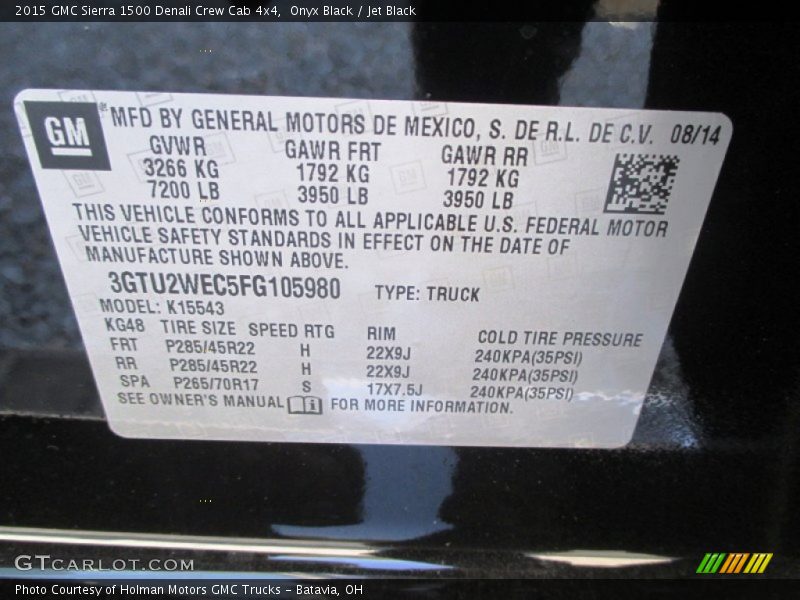 2015 GMC Sierra 1500 Denali Crew Cab 4x4, Onyx Black / Jet Black
GM
MFD BY GENERAL MOTORS DE MEXICO, S. DE R.L. DE C.V. 08/14
GVWR GAWR FRT GAWR RR
3266 KG 1792 KG 1792 KG
7200 LB 3950 LB 3950 LB
THIS VEHICLE CONFORMS TO ALL APPLICABLE U.S. FEDERAL MOTOR
VEHICLE SAFETY STANDARDS IN EFFECT ON THE DATE OF
MANUFACTURE SHOWN ABOVE.
3GTU2WEC5FG105980 TYPE: TRUCK
MODEL: K15543
KG48 TIRE SIZE SPEED RTG RIM COLD TIRE PRESSURE
FRT P285/45R22 H 22X9J 240KPA(35PSI)
RR P285/45R22 H 22X9J 240KPA(35PSI)
SPA P265/70R17 S 17X7.5J 240KPA(35PSI)
SEE OWNER'S MANUAL FOR MORE INFORMATION.
GTCARLOT.COM
Photo Courtesy of Holman Motors GMC Trucks - Batavia, OH